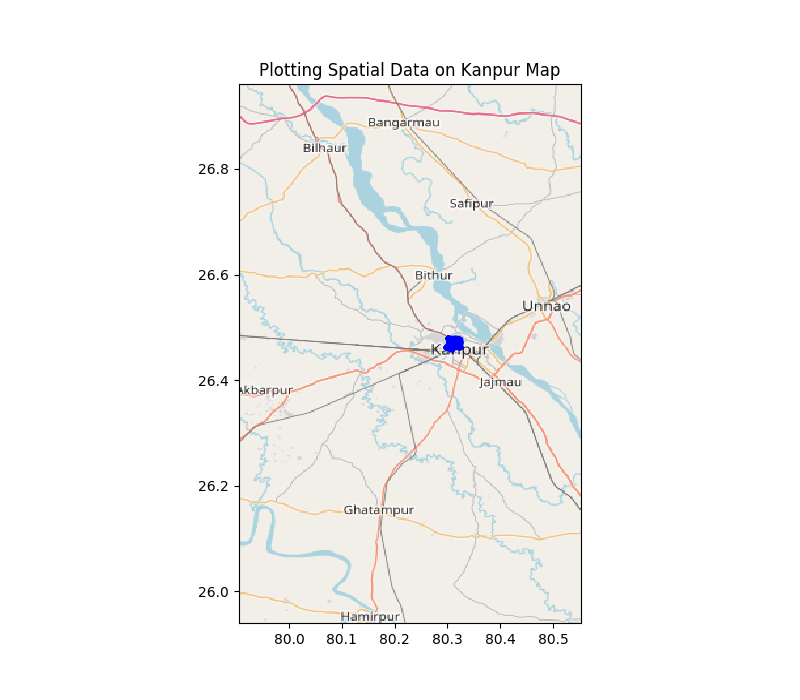 Plotting Spatial Data on Kanpur Map
Bangarmau
Bilhaur
26.8
Safipur
26.6
Bithur
Unnao
Kanpur
26.4
Jajmau
Akbarpur
26.2
Ghatampur
26.0
Hamirpur
80.0 80.1 80.2 80.3 80.4 80.5